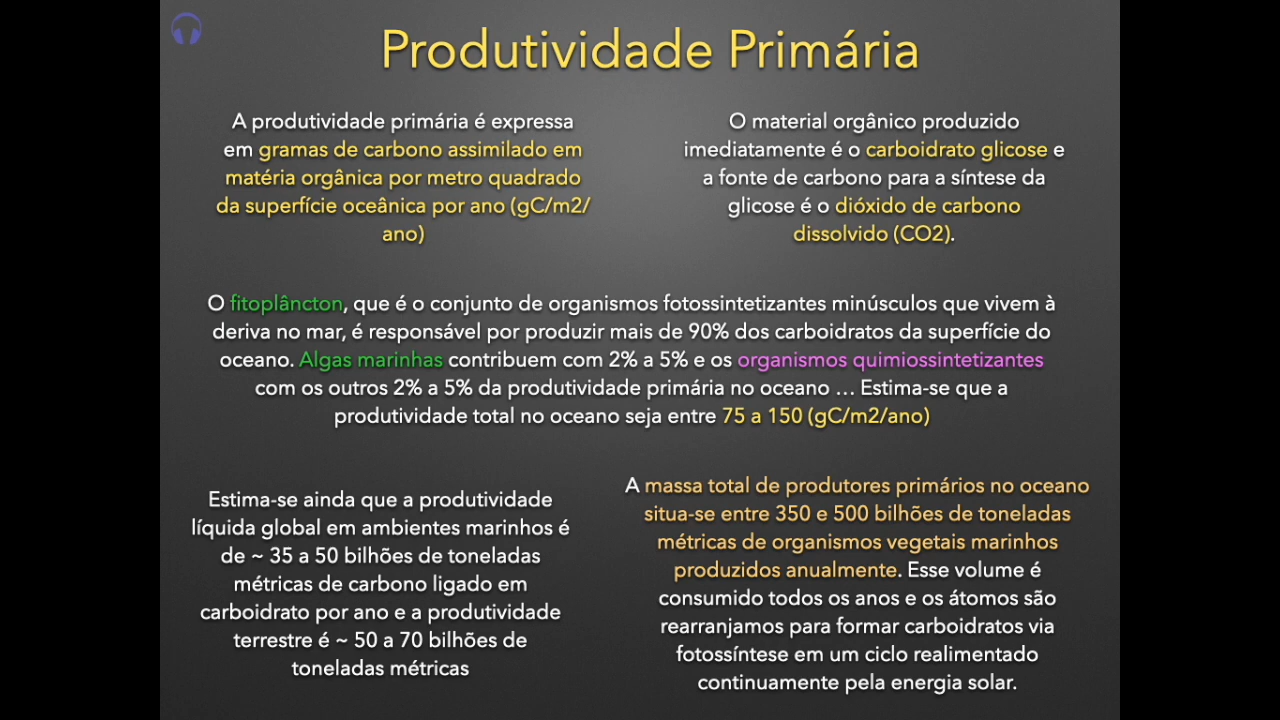 Produtividade Primária
A produtividade primária é expressa
em gramas de carbono assimilado em
matéria orgânica por metro quadrado
da superfície oceânica por ano (gC/m2/
ano)
O material orgânico produzido
imediatamente é o carboidrato glicose e
a fonte de carbono para a síntese da
glicose é o dióxido de carbono
dissolvido (CO2).
O fitoplâncton, que é o conjunto de organismos fotossintetizantes minúsculos que vivem à
deriva no mar, é responsável por produzir mais de 90% dos carboidratos da superfície do
oceano. Algas marinhas contribuem com 2% a 5% e os organismos quimiossintetizantes
com os outros 2% a 5% da produtividade primária no oceano … Estima-se que a
produtividade total no oceano seja entre 75 a 150 (gC/m2/ano)
Estima-se ainda que a produtividade
líquida global em ambientes marinhos é
de ~ 35 a 50 bilhões de toneladas
métricas de carbono ligado em
carboidrato por ano e a produtividade
terrestre é ~ 50 a 70 bilhões de
toneladas métricas
A massa total de produtores primários no oceano
situa-se entre 350 e 500 bilhões de toneladas
métricas de organismos vegetais marinhos
produzidos anualmente. Esse volume é
consumido todos os anos e os átomos são
rearranjamos para formar carboidratos via
fotossíntese em um ciclo realimentado
continuamente pela energia solar.